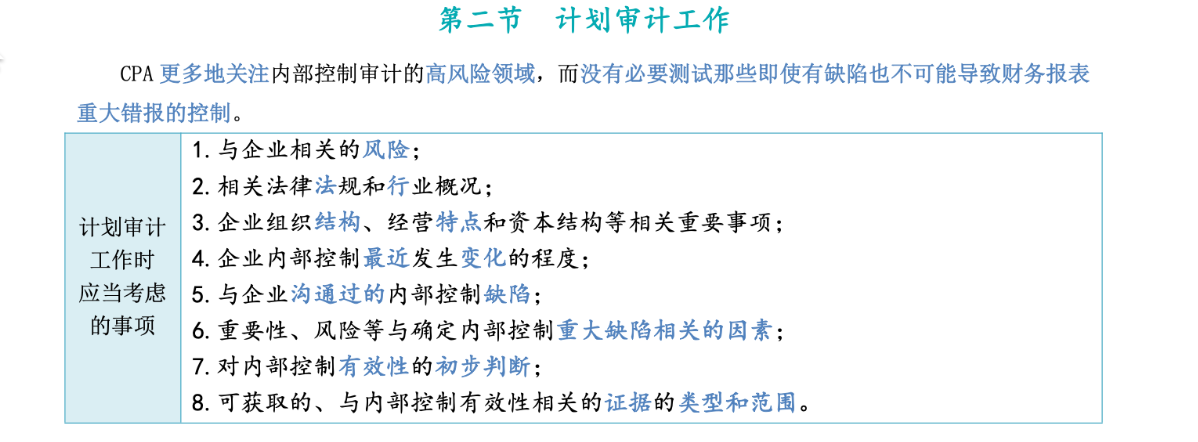 第二节 计划审计工作
CPA 更多地关注内部控制审计的高风险领域，而没有必要测试那些即使有缺陷也不可能导致财务报表
重大错报的控制。
计划审计
工作时
应当考虑
的事项
1. 与企业相关的风险；
2. 相关法律法规和行业概况；
3. 企业组织结构、经营特点和资本结构等相关重要事项；
4. 企业内部控制最近发生变化的程度；
5. 与企业沟通过的内部控制缺陷；
6. 重要性、风险等与确定内部控制重大缺陷相关的因素；
7. 对内部控制有效性的初步判断；
8. 可获取的、与内部控制有效性相关的证据的类型和范围。